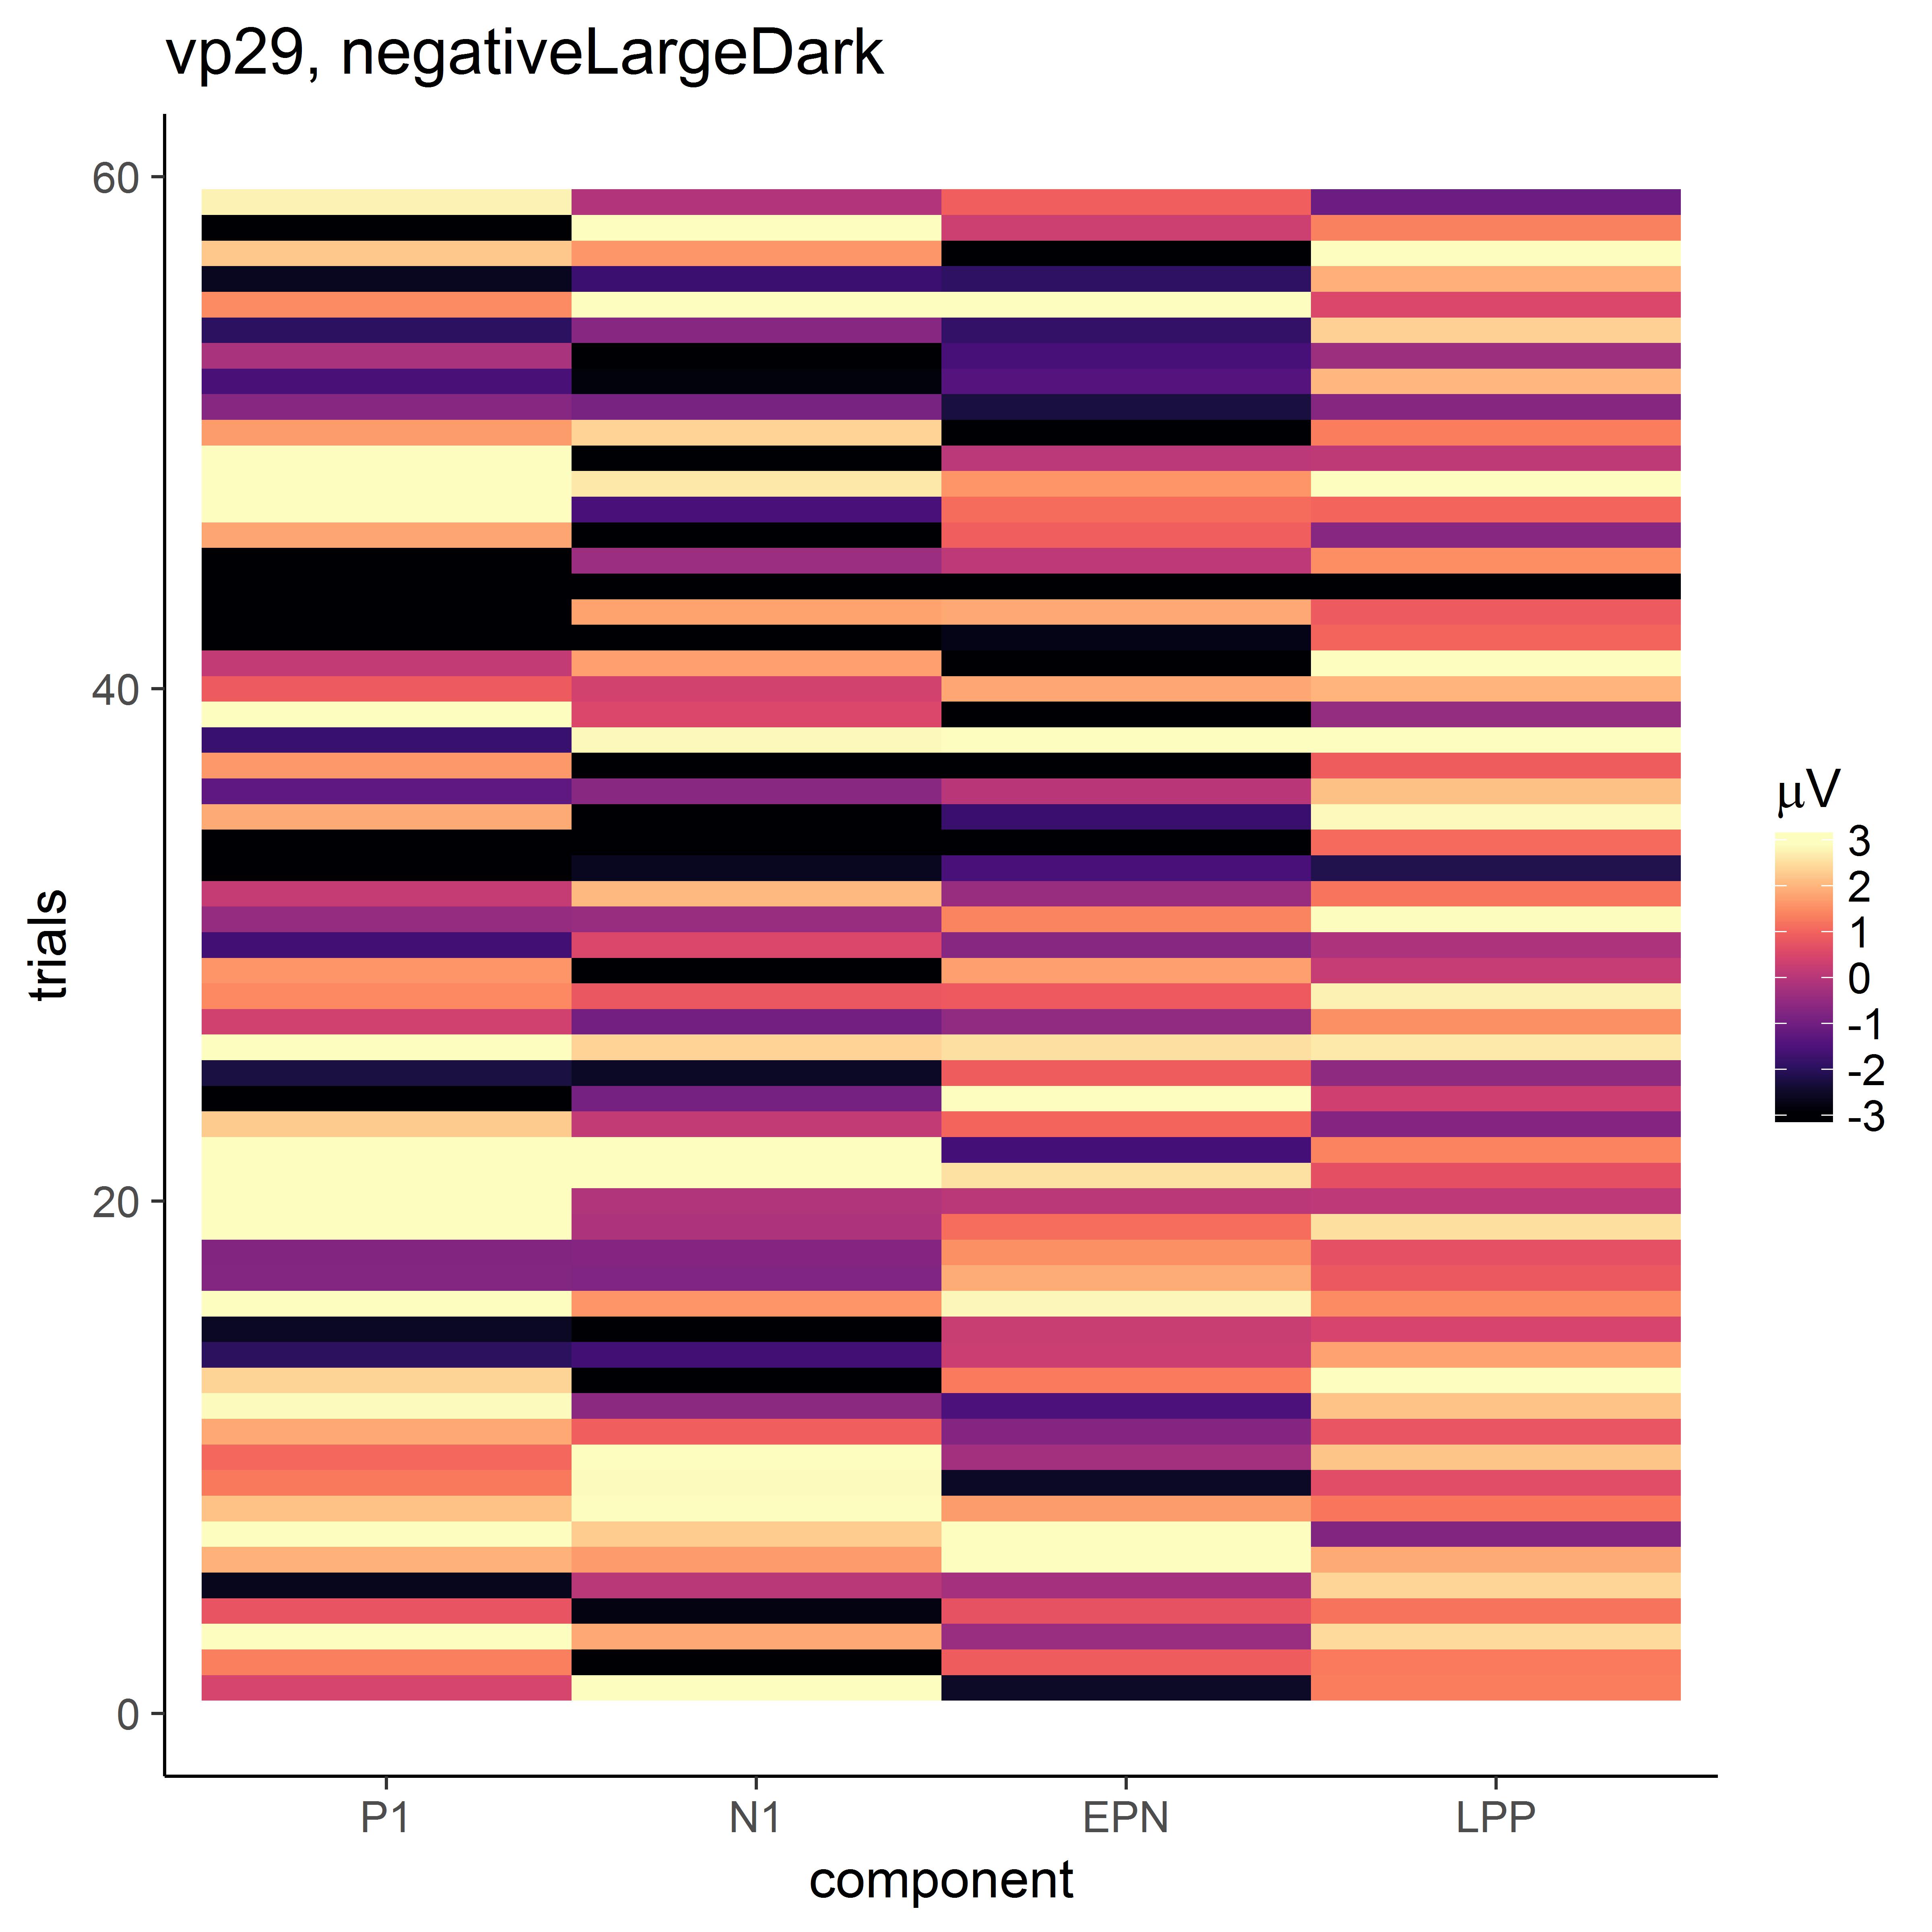 vp29, negativeLargeDark
60
40
20
0
trials
P1 N1 EPN LPP
component
μV
3
2
1
0
-1
-2
-3